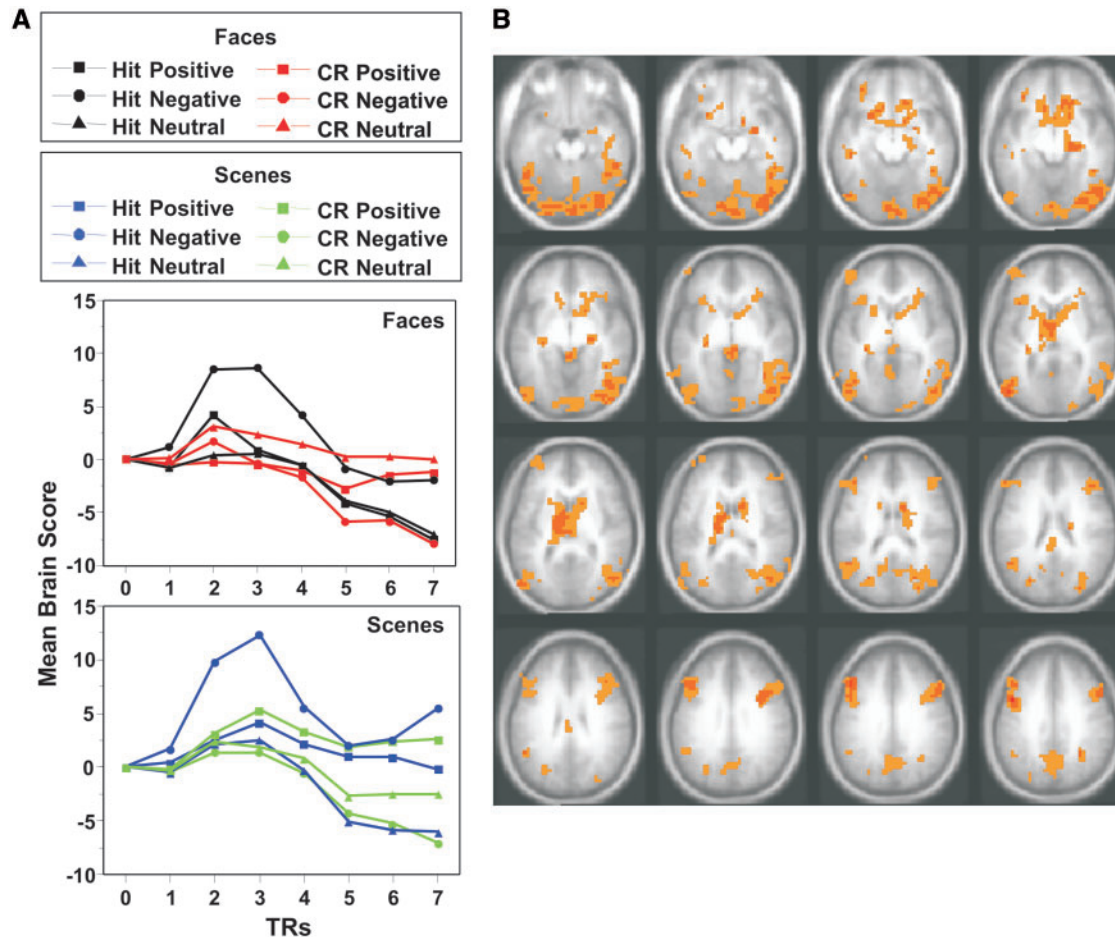 A
B
Faces
Hit Positive CR Positive
Hit Negative CR Negative
Hit Neutral CR Neutral
Scenes
Hit Positive CR Positive
Hit Negative CR Negative
Hit Neutral CR Neutral
Mean Brain Score
15
Faces
10
5
0
-5
-10
0 1 2 3 4 5 6 7
15
Scenes
10
5
0
-5
-10
0 1 2 3 4 5 6 7
TRs